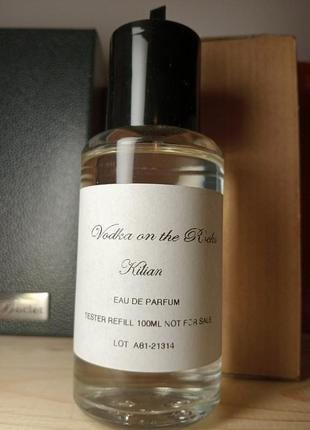 Vodka on the Rocks
Kilian
EAU DE PARFUM
TESTER REFILL 100ML NOT FOR SALE
LOT A81-21314